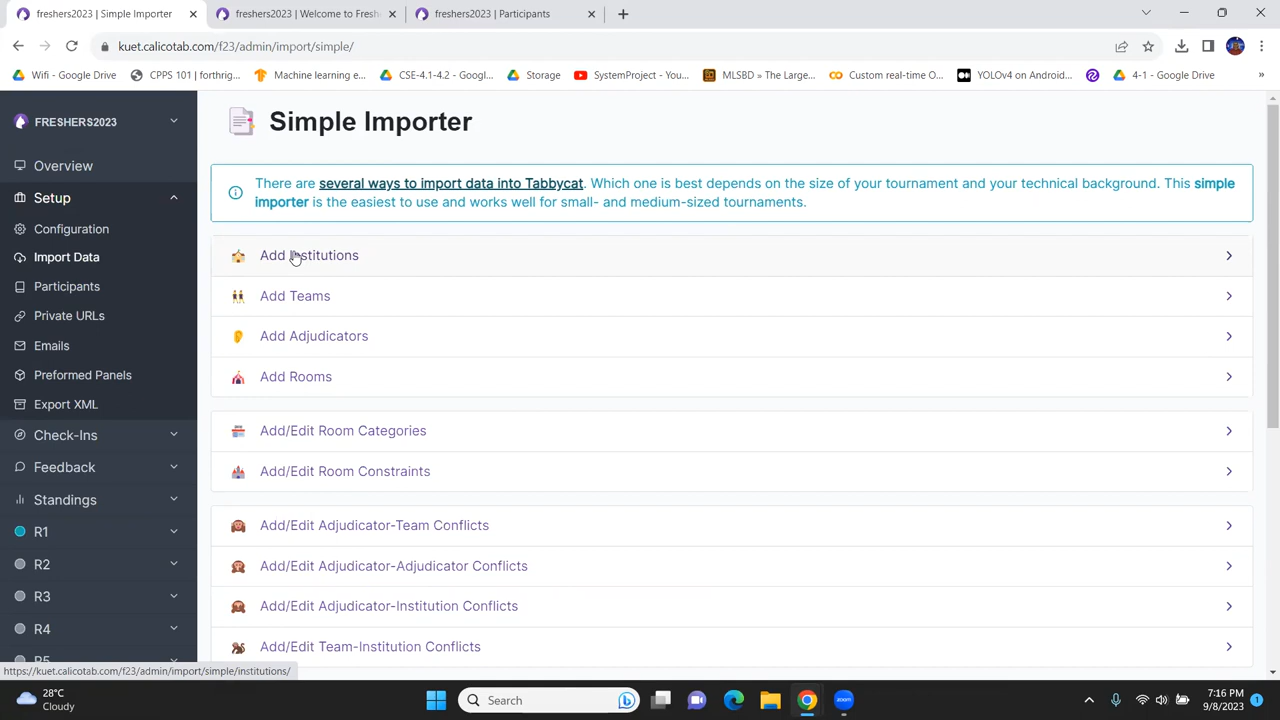 freshers2023 | Simple Importer
freshers2023 | Welcome to Fresh
freshers2023 | Participants
kuet.calicotab.com/f23/admin/import/simple/
Wifi - Google Drive
CPPS 101 | forthrig...
Machine learning e...
CSE-4.1-4.2 - Googl...
Storage
SystemProject - You...
MLSBD » The Large...
Custom real-time O...
YOLOv4 on Android...
4-1 - Google Drive
»
FRESHERS2023
Overview
Setup
Configuration
Import Data
Participants
Private URLs
Emails
Preformed Panels
Export XML
Check-Ins
Feedback
Standings
R1
R2
R3
R4
R5
Simple Importer
There are several ways to import data into Tabbycat. Which one is best depends on the size of your tournament and your technical background. This simple
importer is the easiest to use and works well for small- and medium-sized tournaments.
Add Institutions
Add Teams
Add Adjudicators
Add Rooms
Add/Edit Room Categories
Add/Edit Room Constraints
Add/Edit Adjudicator-Team Conflicts
Add/Edit Adjudicator-Adjudicator Conflicts
Add/Edit Adjudicator-Institution Conflicts
Add/Edit Team-Institution Conflicts
https://kuet.calicotab.com/f23/admin/import/simple/institutions/
28°C
Cloudy
Search
zoom
7:16 PM
9/8/2023
1